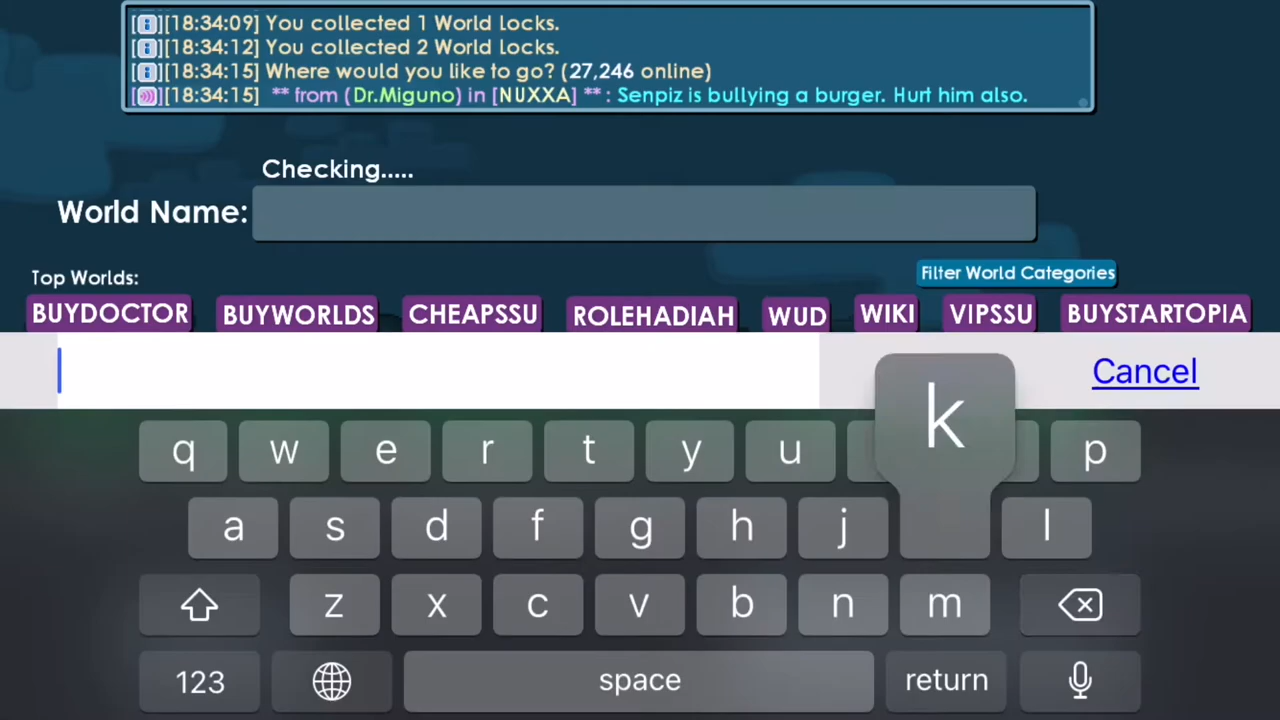 [i][18:34:09] You collected 1 World Locks.
[i][18:34:12] You collected 2 World Locks.
[i][18:34:15] Where would you like to go? (27,246 online)
[18:34:15] ** from (Dr.Miguno) in [NUXXA] ** : Senpiz is bullying a burger. Hurt him also.
Checking.....
World Name:
Top Worlds:
Filter World Categories
BUYDOCTOR BUYWORLDS CHEAPSSU ROLEHADIAH WUD WIKI VIPSSU BUYSTARTOPIA
Cancel
k
q w e r t y u p
a s d f g h j l
z x c v b n m
123 space return